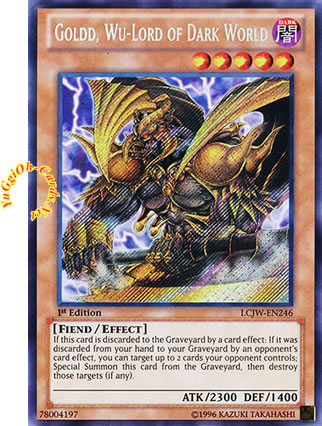 GOLDD, WU-LORD OF DARK WORLD
DARK
闇
YuGgiOh-Cards.Ya
1st Edition
LCJW-EN246
[FIEND / EFFECT]
If this card is discarded to the Graveyard by a card effect: If it was
discarded from your hand to your Graveyard by an opponent's
card effect, you can target up to 2 cards your opponent controls;
Special Summon this card from the Graveyard, then destroy
those targets (if any).
ATK/2300 DEF/1400
78004197
©1996 KAZUKI TAKAHASHI